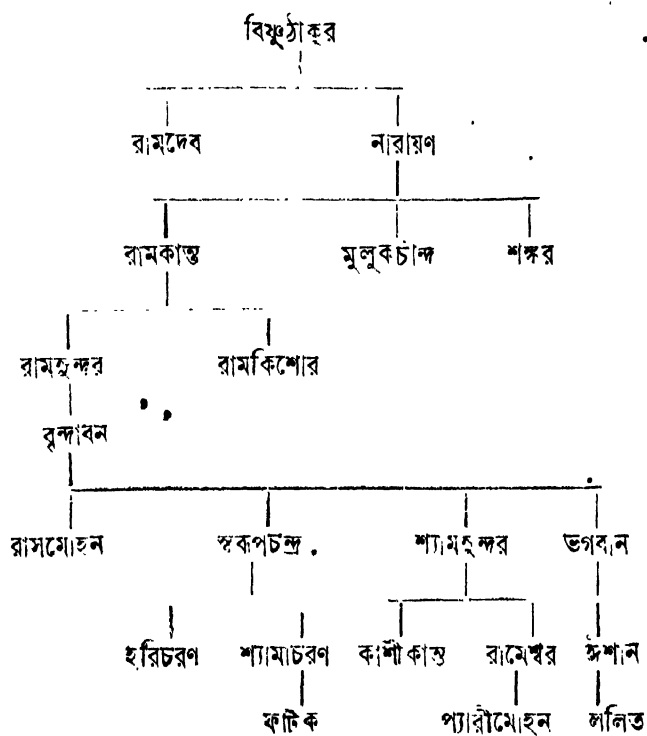 বিষ্ণুঠাকুর
রামদেব নারায়ণ
রামকান্ত মুলুকচাঁদ শঙ্কর
রামসুন্দর রামকিশোর
বৃন্দাবন
রাসমোহন স্বরূপচন্দ্র শ্যামসুন্দর ভগবান
হরিচরণ শ্যামাচরণ কাশীকান্ত রামেশ্বর ঈশান
ফটিক প্যারীমোহন ললিত